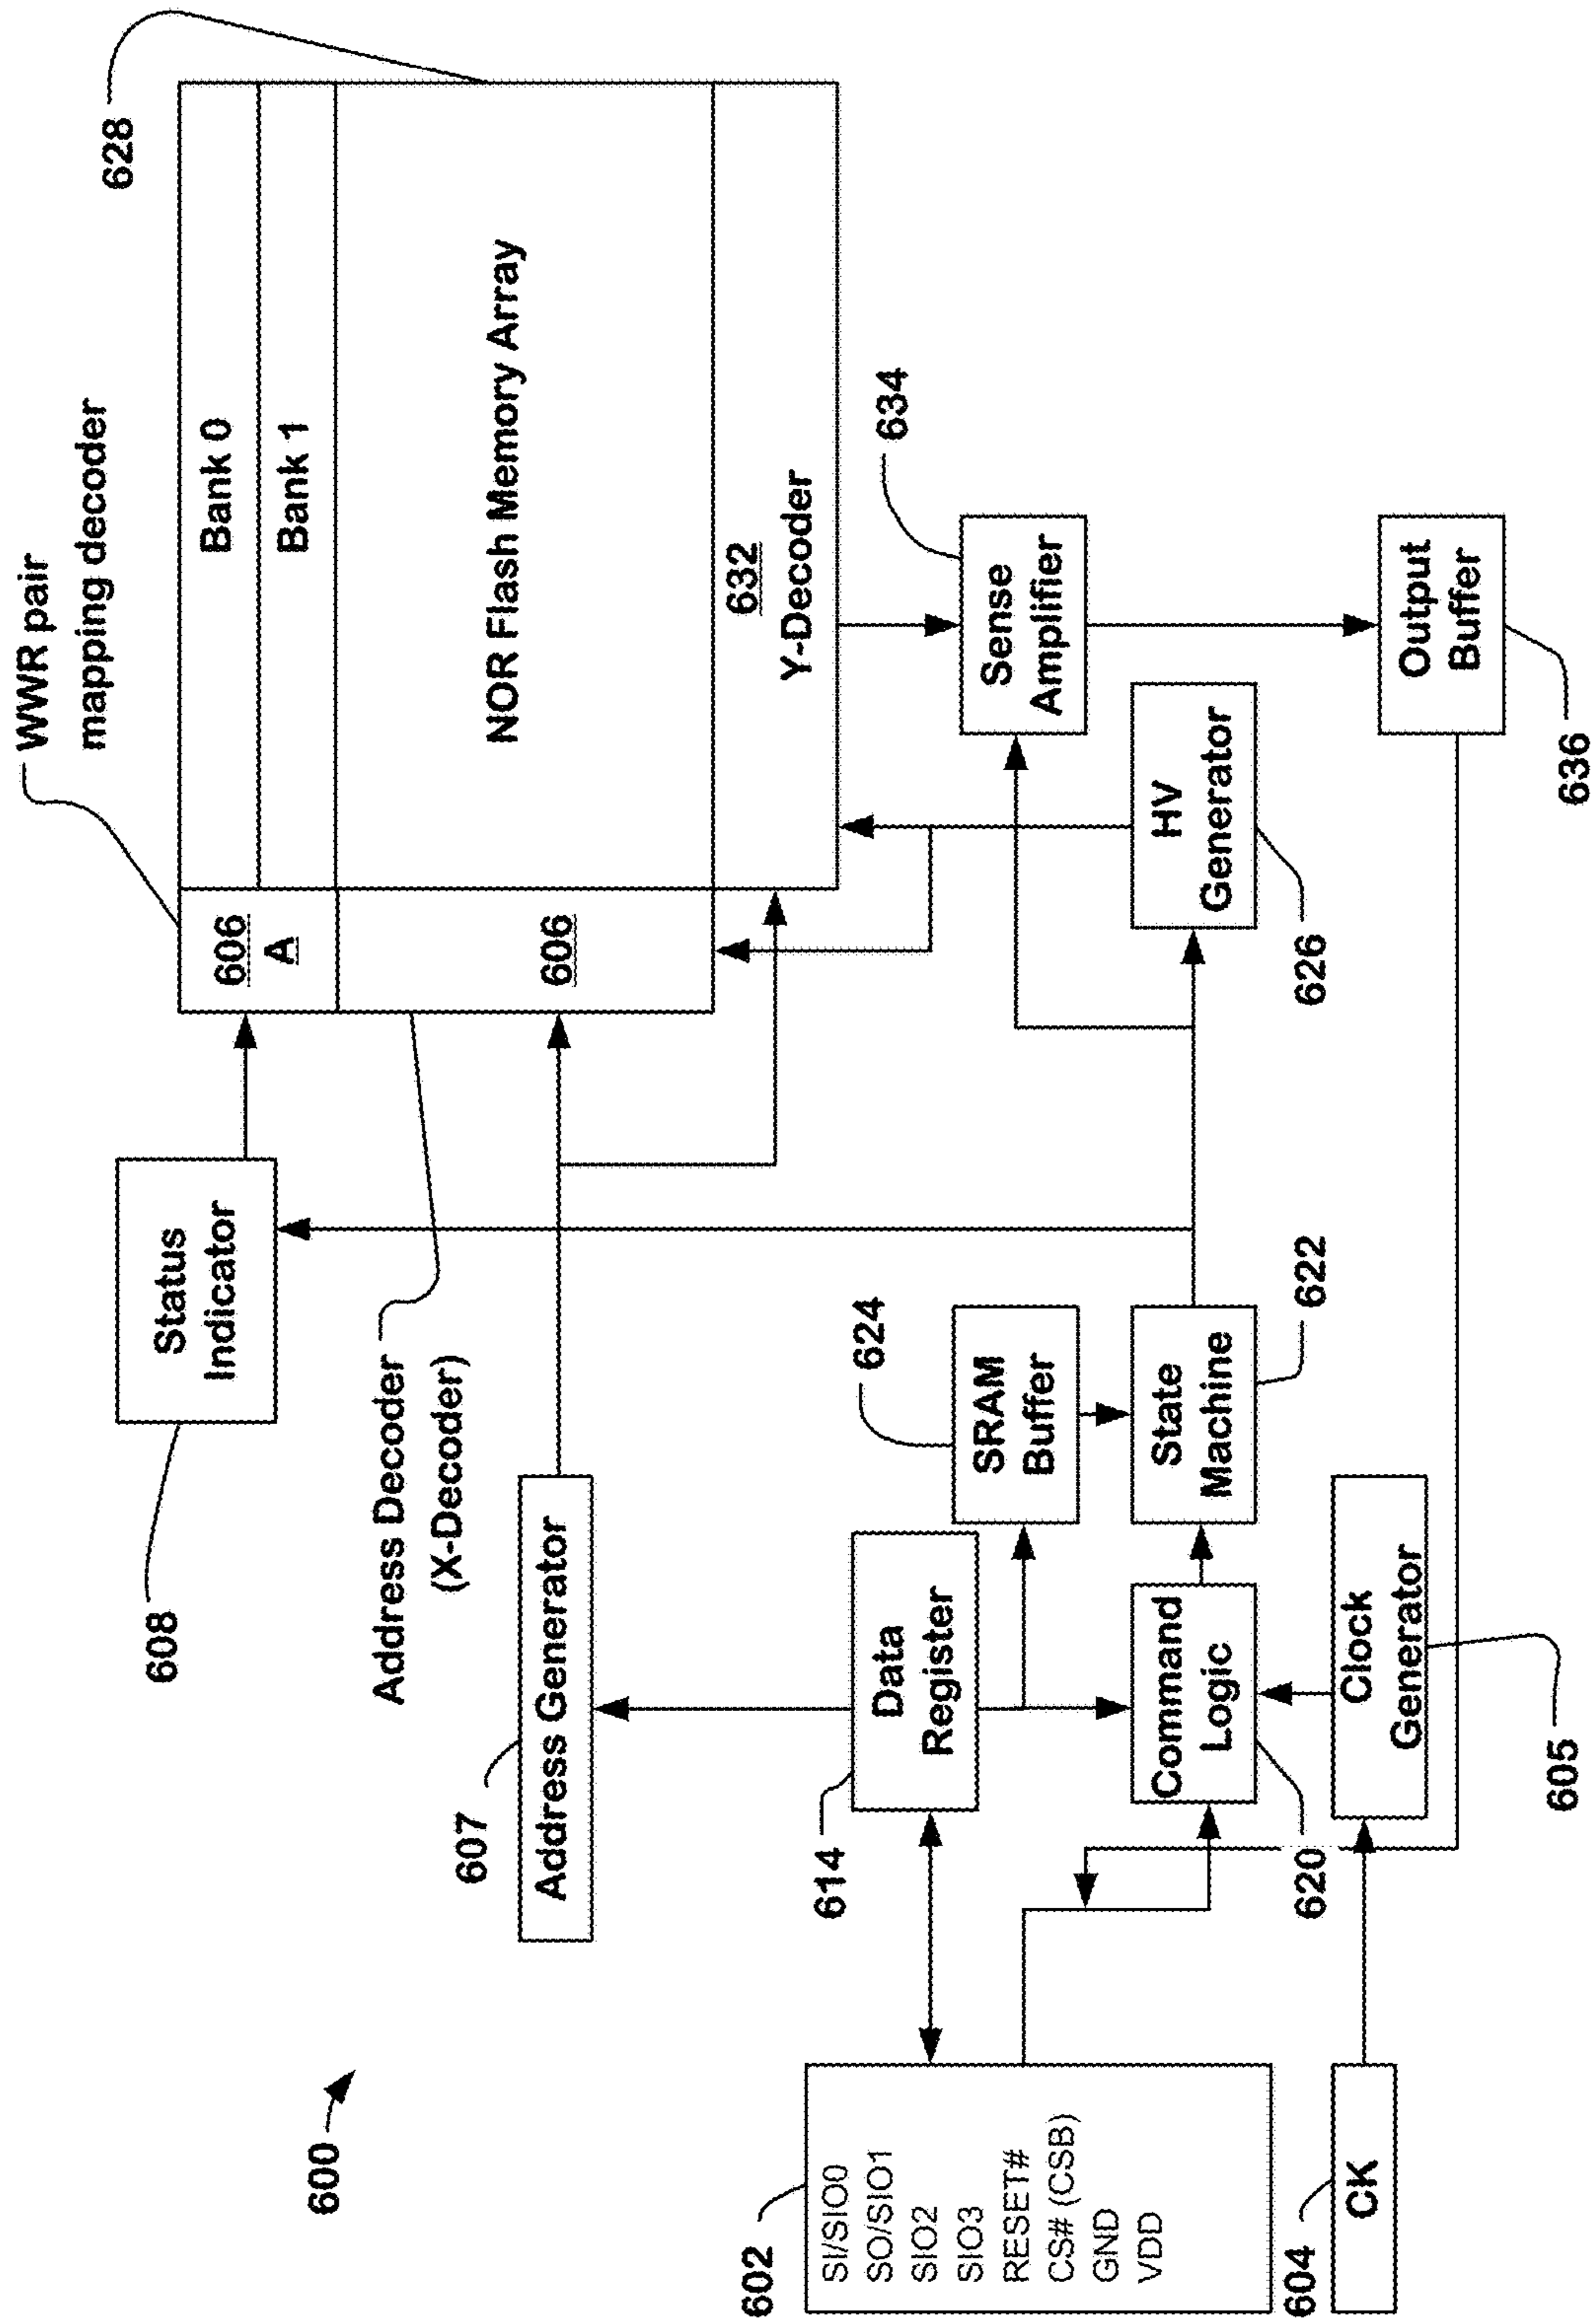 600
602
SI/SIO0
SO/SIO1
SIO2
SIO3
RESET#
CS# (CSB)
GND
VDD
604
CK
607
Address Generator
614
Data
Register
620
Command
Logic
605
Clock
Generator
624
SRAM
Buffer
622
State
Machine
608
Status
Indicator
Address Decoder
(X-Decoder)
WWR pair
mapping decoder
606
A
606
628
Bank 0
Bank 1
NOR Flash Memory Array
632
Y-Decoder
626
HV
Generator
634
Sense
Amplifier
636
Output
Buffer